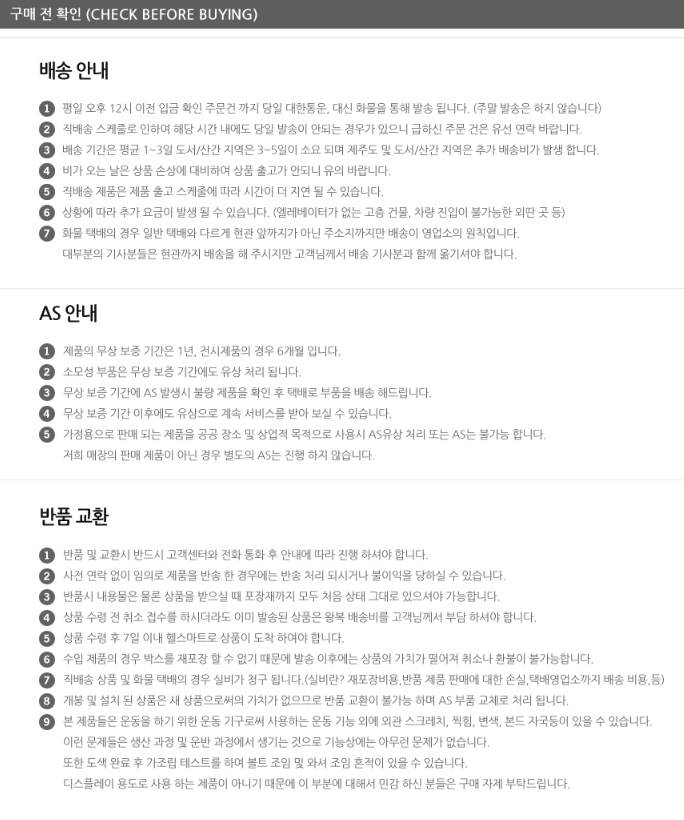 구매 전 확인 (CHECK BEFORE BUYING)
배송 안내
1 평일 오후 12시 이전 입금 확인 주문건 까지 당일 대한통운, 대신 화물을 통해 발송 됩니다. (주말 발송은 하지 않습니다)
2 직배송 스케줄로 인하여 해당 시간 내에도 당일 발송이 안되는 경우가 있으니 급하신 주문 건은 유선 연락 바랍니다.
3 배송 기간은 평균 1~3일 도서/산간 지역은 3~5일이 소요 되며 제주도 및 도서/산간 지역은 추가 배송비가 발생 합니다.
4 비가 오는 날은 상품 손상에 대비하여 상품 출고가 안되니 유의 바랍니다.
5 직배송 제품은 제품 출고 스케줄에 따라 시간이 더 지연 될 수 있습니다.
6 상황에 따라 추가 요금이 발생 될 수 있습니다. (엘레베이터가 없는 고층 건물, 차량 진입이 불가능한 외딴 곳 등)
7 화물 택배의 경우 일반 택배와 다르게 현관 앞까지가 아닌 주소지까지만 배송이 영업소의 원칙입니다.
대부분의 기사분들은 현관까지 배송을 해 주시지만 고객님께서 배송 기사분과 함께 옮기셔야 합니다.
AS 안내
1 제품의 무상 보증 기간은 1년, 전시제품의 경우 6개월 입니다.
2 소모성 부품은 무상 보증 기간에도 유상 처리 됩니다.
3 무상 보증 기간에 AS 발생시 불량 제품을 확인 후 택배로 부품을 배송 해드립니다.
4 무상 보증 기간 이후에도 유상으로 계속 서비스를 받아 보실 수 있습니다.
5 가정용으로 판매 되는 제품을 공공 장소 및 상업적 목적으로 사용시 AS유상 처리 또는 AS는 불가능 합니다.
저희 매장의 판매 제품이 아닌 경우 별도의 AS는 진행 하지 않습니다.
반품 교환
1 반품 및 교환시 반드시 고객센터와 전화 통화 후 안내에 따라 진행 하셔야 합니다.
2 사전 연락 없이 임의로 제품을 반송 한 경우에는 반송 처리 되시거나 불이익을 당하실 수 있습니다.
3 반품시 내용물은 물론 상품을 받으실 때 포장재까지 모두 처음 상태 그대로 있으셔야 가능합니다.
4 상품 수령 전 취소 접수를 하시더라도 이미 발송된 상품은 왕복 배송비를 고객님께서 부담 하셔야 합니다.
5 상품 수령 후 7일 이내 헬스마트로 상품이 도착 하여야 합니다.
6 수입 제품의 경우 박스를 재포장 할 수 없기 때문에 발송 이후에는 상품의 가치가 떨어져 취소나 환불이 불가능합니다.
7 직배송 상품 및 화물 택배의 경우 실비가 청구 됩니다.(실비란? 재포장비용,반품 제품 판매에 대한 손실,택배영업소까지 배송 비용,등)
8 개봉 및 설치 된 상품은 새 상품으로써의 가치가 없으므로 반품 교환이 불가능 하며 AS 부품 교체로 처리 됩니다.
9 본 제품들은 운동을 하기 위한 운동 기구로써 사용하는 운동 기능 외에 외관 스크레치, 찍힘, 변색, 본드 자국등이 있을 수 있습니다.
이런 문제들은 생산 과정 및 운반 과정에서 생기는 것으로 기능상에는 아무런 문제가 없습니다.
또한 도색 완료 후 가조립 테스트를 하여 볼트 조임 및 와셔 조임 흔적이 있을 수 있습니다.
디스플레이 용도로 사용 하는 제품이 아니기 때문에 이 부분에 대해서 민감 하신 분들은 구매 자제 부탁드립니다.